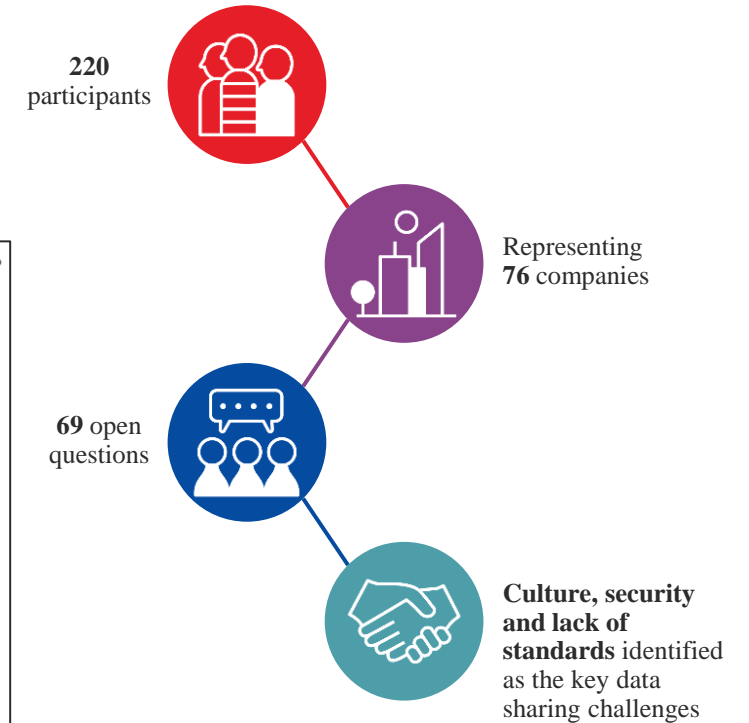 220
participants
Representing
76 companies
69 open
questions
Culture, security
and lack of
standards identified
as the key data
sharing challenges